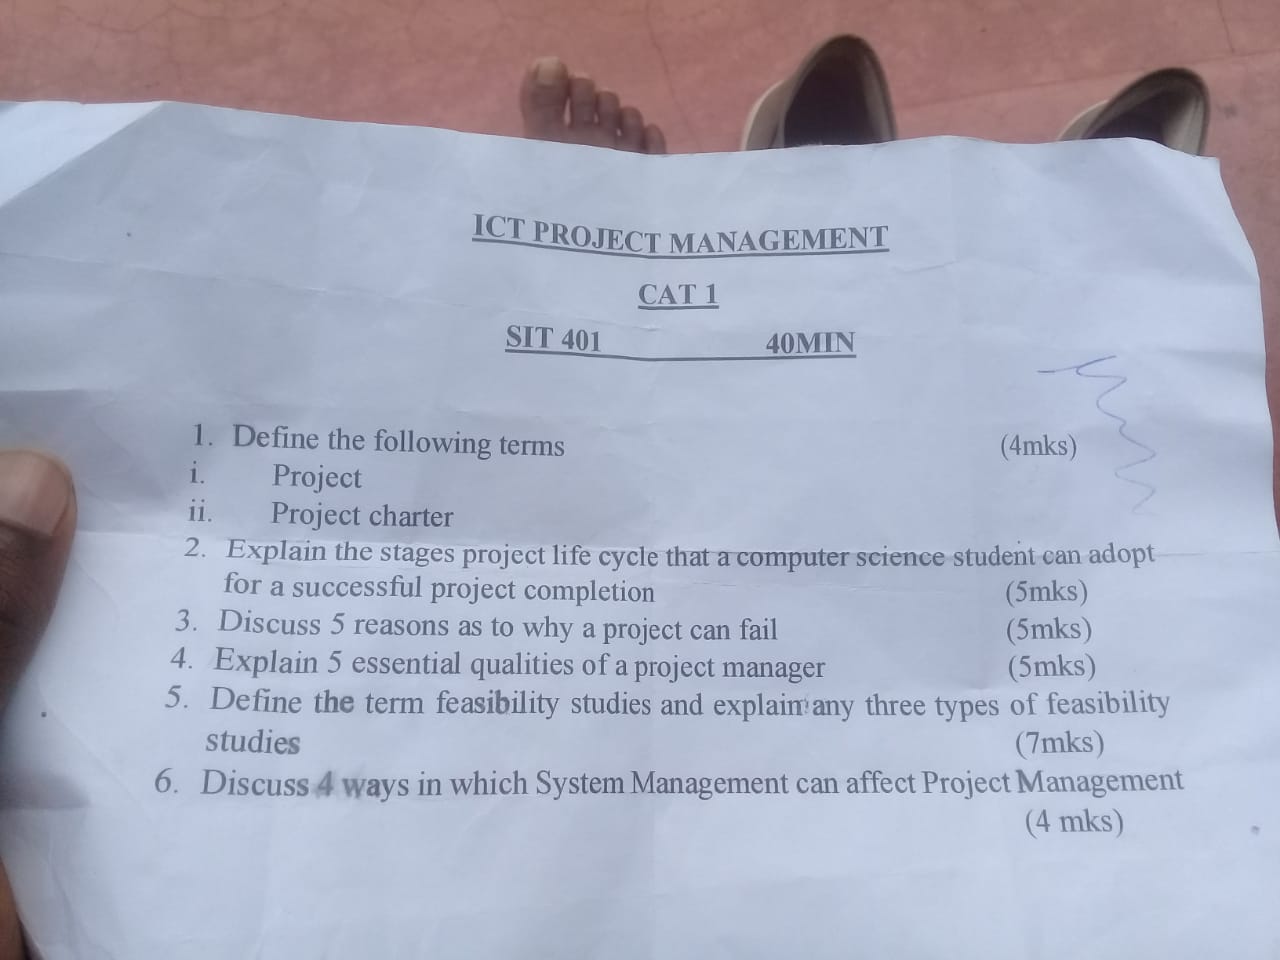 ICT PROJECT MANAGEMENT
CAT 1
SIT 401 40MIN
1. Define the following terms (4mks)
i. Project
ii. Project charter
2. Explain the stages project life cycle that a computer science student can adopt
for a successful project completion (5mks)
3. Discuss 5 reasons as to why a project can fail (5mks)
4. Explain 5 essential qualities of a project manager (5mks)
5. Define the term feasibility studies and explain any three types of feasibility
studies (7mks)
6. Discuss 4 ways in which System Management can affect Project Management
(4 mks)